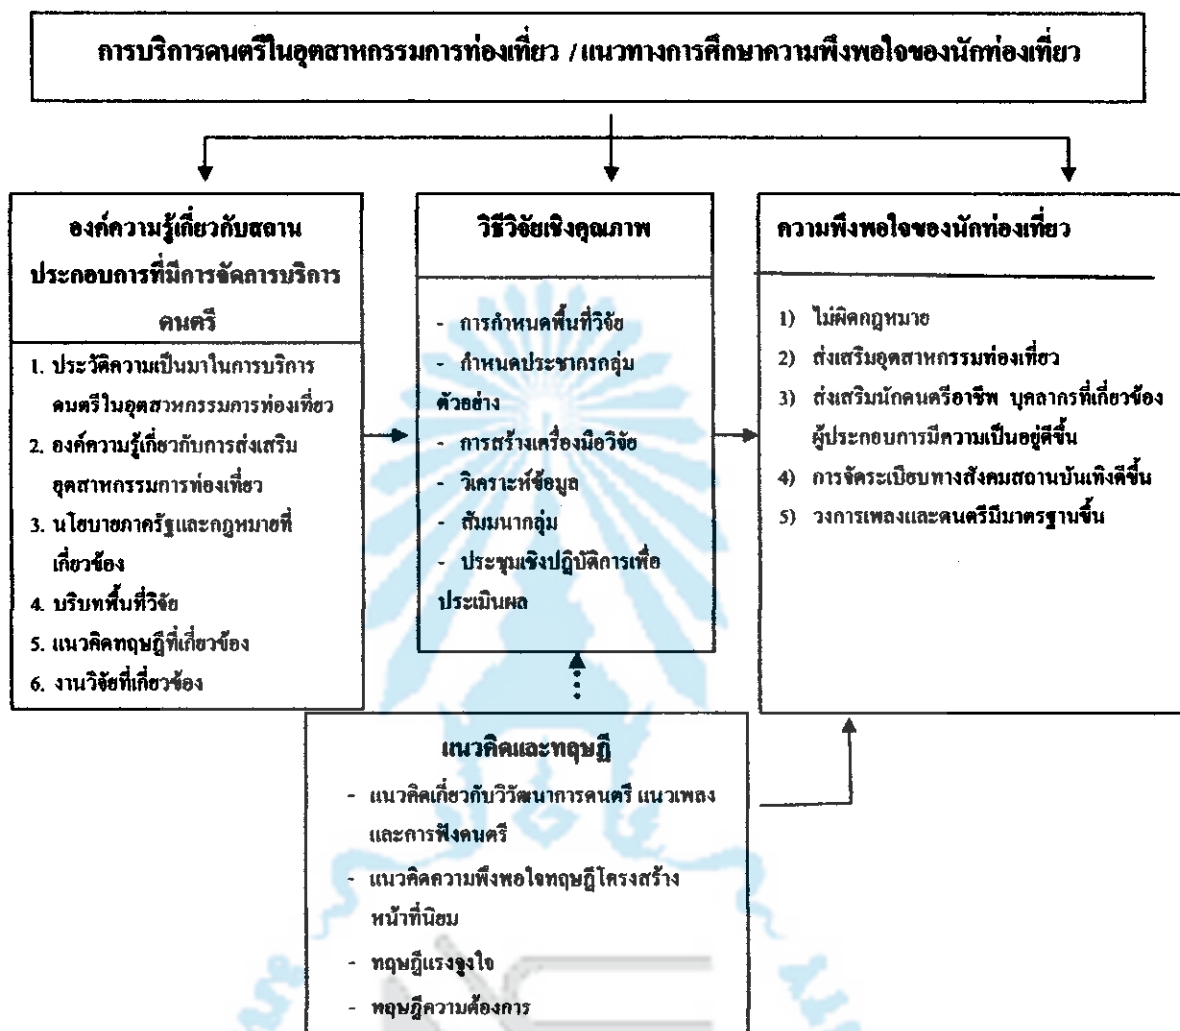 การบริการดนตรีในอุตสาหกรรมการท่องเที่ยว /แนวทางการศึกษาความพึงพอใจของนักท่องเที่ยว
องค์ความรู้เกี่ยวกับสถาน
ประกอบการที่มีการจัดการบริการ
ดนตรี
1. ประวัติความเป็นมาในการบริการ
ดนตรีในอุตสาหกรรมการท่องเที่ยว
2. องค์ความรู้เกี่ยวกับการส่งเสริม
อุตสาหกรรมการท่องเที่ยว
3. นโยบายภาครัฐและกฎหมายที่
เกี่ยวข้อง
4. บริบทพื้นที่วิจัย
5. แนวคิดทฤษฎีที่เกี่ยวข้อง
6. งานวิจัยที่เกี่ยวข้อง
วิธีวิจัยเชิงคุณภาพ
- การกำหนดพื้นที่วิจัย
- กำหนดประชากรกลุ่ม
ตัวอย่าง
- การสร้างเครื่องมือวิจัย
- วิเคราะห์ข้อมูล
- สัมมนากลุ่ม
- ประชุมเชิงปฏิบัติการเพื่อ
ประเมินผล
ความพึงพอใจของนักท่องเที่ยว
1) ไม่ผิดกฎหมาย
2) ส่งเสริมอุตสาหกรรมท่องเที่ยว
3) ส่งเสริมนักดนตรีอาชีพ บุคลากรที่เกี่ยวข้อง
ผู้ประกอบการมีความเป็นอยู่ดีขึ้น
4) การจัดระเบียบทางสังคมสถานบันเทิงดีขึ้น
5) วงการเพลงและดนตรีมีมาตรฐานขึ้น
แนวคิดและทฤษฎี
- แนวคิดเกี่ยวกับวิวัฒนาการดนตรี แนวเพลง
และการฟังดนตรี
- แนวคิดความพึงพอใจทฤษฎีโครงสร้าง
หน้าที่นิยม
- ทฤษฎีแรงจูงใจ
- ทฤษฎีความต้องการ